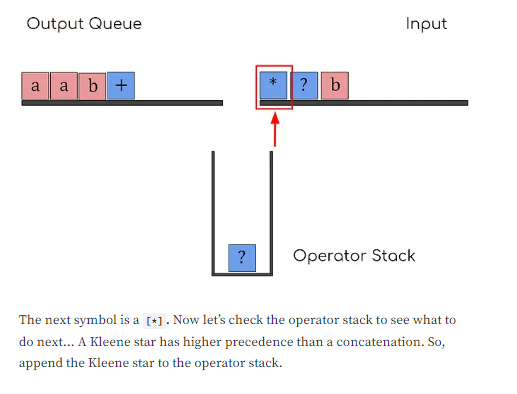 Output Queue Input
a a b + * ? b
?
Operator Stack
The next symbol is a [*]. Now let's check the operator stack to see what to
do next... A Kleene star has higher precedence than a concatenation. So,
append the Kleene star to the operator stack.